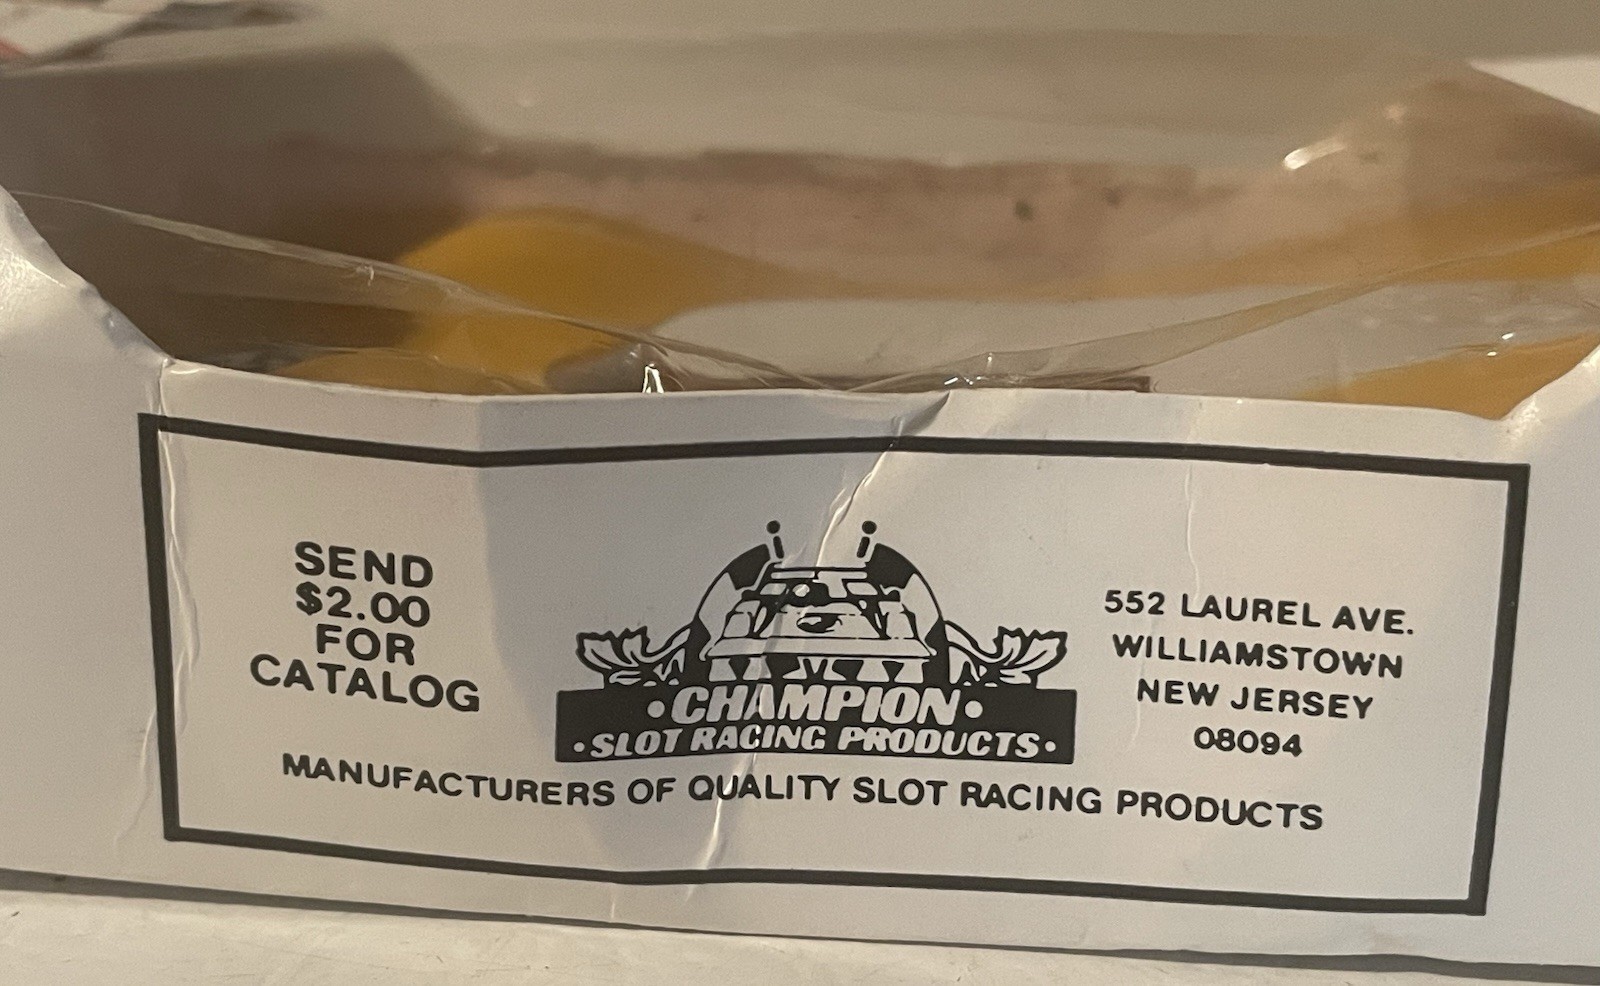 SEND
$2.00
FOR
CATALOG
•CHAMPION•
•SLOT RACING PRODUCTS•
552 LAUREL AVE.
WILLIAMSTOWN
NEW JERSEY
08094
MANUFACTURERS OF QUALITY SLOT RACING PRODUCTS